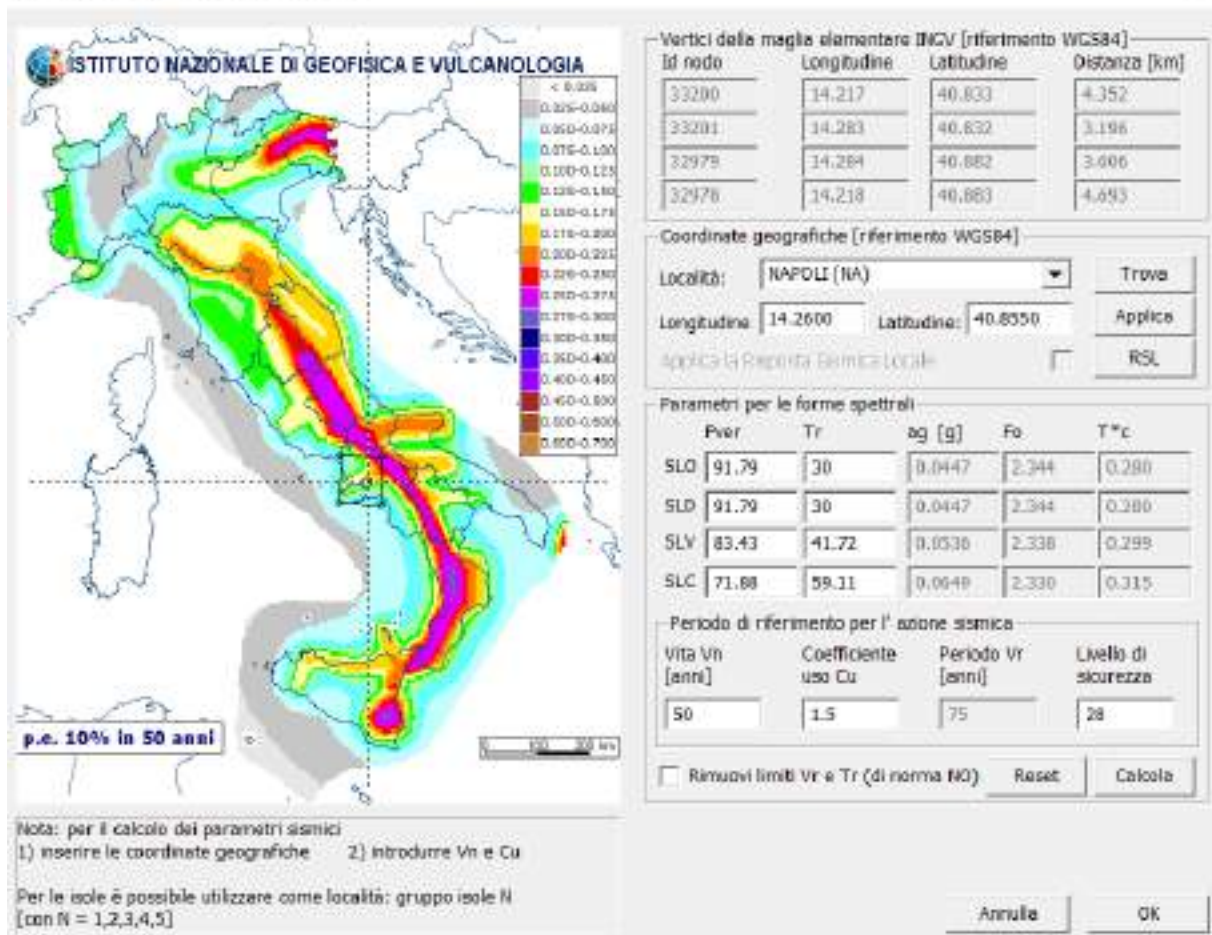 ISTITUTO NAZIONALE DI GEOFISICA E VULCANOLOGIA
< 0.025
0.025-0.050
0.050-0.075
0.075-0.100
0.100-0.125
0.125-0.150
0.150-0.175
0.175-0.200
0.200-0.225
0.225-0.250
0.250-0.275
0.275-0.300
0.300-0.350
0.350-0.400
0.400-0.450
0.450-0.500
0.500-0.600
0.600-0.700
p.e. 10% in 50 anni
0 100 200 km
Nota: per il calcolo dei parametri sismici
1) inserire le coordinate geografiche 2) introdurre Vn e Cu
Per le isole è possibile utilizzare come località: gruppo isole N
[con N = 1,2,3,4,5]
Vertici della maglia elementare INGV [riferimento WGS84]
Id nodo Longitudine Latitudine Distanza [km]
33200 14.217 40.833 4.352
33201 14.283 40.832 3.196
32979 14.284 40.882 3.606
32978 14.218 40.883 4.693
Coordinate geografiche [riferimento WGS84]
Località: NAPOLI (NA) Trova
Longitudine 14.2600 Latitudine: 40.8550 Applica
Applica la Risposta Sismica Locale RSL
Parametri per le forme spettrali
Pver Tr ag [g] Fo T*c
SLO 91.79 30 0.0447 2.344 0.280
SLD 91.79 30 0.0447 2.344 0.280
SLV 83.43 41.72 0.0536 2.338 0.299
SLC 71.88 59.11 0.0649 2.330 0.315
Periodo di riferimento per l' azione sismica
Vita Vn Coefficiente Periodo Vr Livello di
[anni] uso Cu [anni] sicurezza
50 1.5 75 28
Rimuovi limiti Vr e Tr (di norma NO) Reset Calcola
Annulla OK